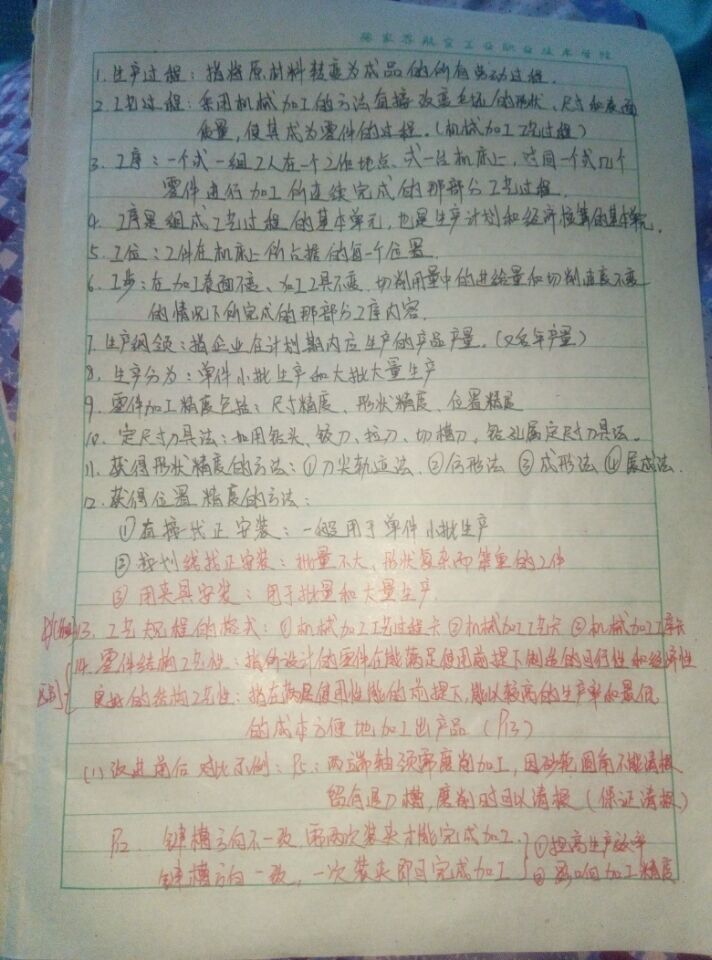 张家界航空工业职业技术学院
1.生产过程：指将原材料转变为成品的所有劳动过程.
2.工艺过程：采用机械加工的方法直接改变毛坯的形状、尺寸和表面
质量,使其成为零件的过程.(机械加工工艺过程)
3.工序：一个或一组工人在一个工作地点、或一台机床上,对同一个或几个
零件进行加工所连续完成的那部分工艺过程.
4.工序是组成工艺过程的基本单元,也是生产计划和经济核算的基本单元.
5.工位：工件在机床上所占据的每一个位置
6.工步：在加工表面不变、加工工具不变、切削用量中的进给量和切削速度不变
的情况下所完成的那部分工序内容.
7.生产纲领：指企业在计划期内应生产的产品产量.(又名年产量)
8.生产分为：单件小批生产和大批大量生产
9.零件加工精度包括：尺寸精度、形状精度、位置精度
10.定尺寸刀具法：如用钻头、铰刀、拉刀、切槽刀,钻孔属定尺寸刀具法.
11.获得形状精度的方法：①刀尖轨迹法.②仿形法 ③成形法 ④展成法.
12.获得位置精度的方法：
①直接找正安装：一般用于单件小批生产
②按划线找正安装：批量不大,形状复杂而笨重的工件
③用夹具安装：用于批量和大量生产.
13.工艺规程的格式：①机械加工工艺过程卡②机械加工工艺卡③机械加工工序卡
区别 14.零件结构工艺性：指所设计的零件在能满足使用前提下制造的可行性和经济性
良好的结构工艺性：指在满足使用性能的前提下,能以较高的生产率和最低
的成本方便地加工出产品(P13)
(1)改进前后对比示例：P5：两端轴颈需磨削加工,因砂轮圆角不能清根
留有退刀槽,磨削时可以清根(保证清根)
P12 键槽方向不一致.需两次装夹才能完成加工. ①提高生产效率
键槽方向一致,一次装夹即可完成加工 ②影响加工精度